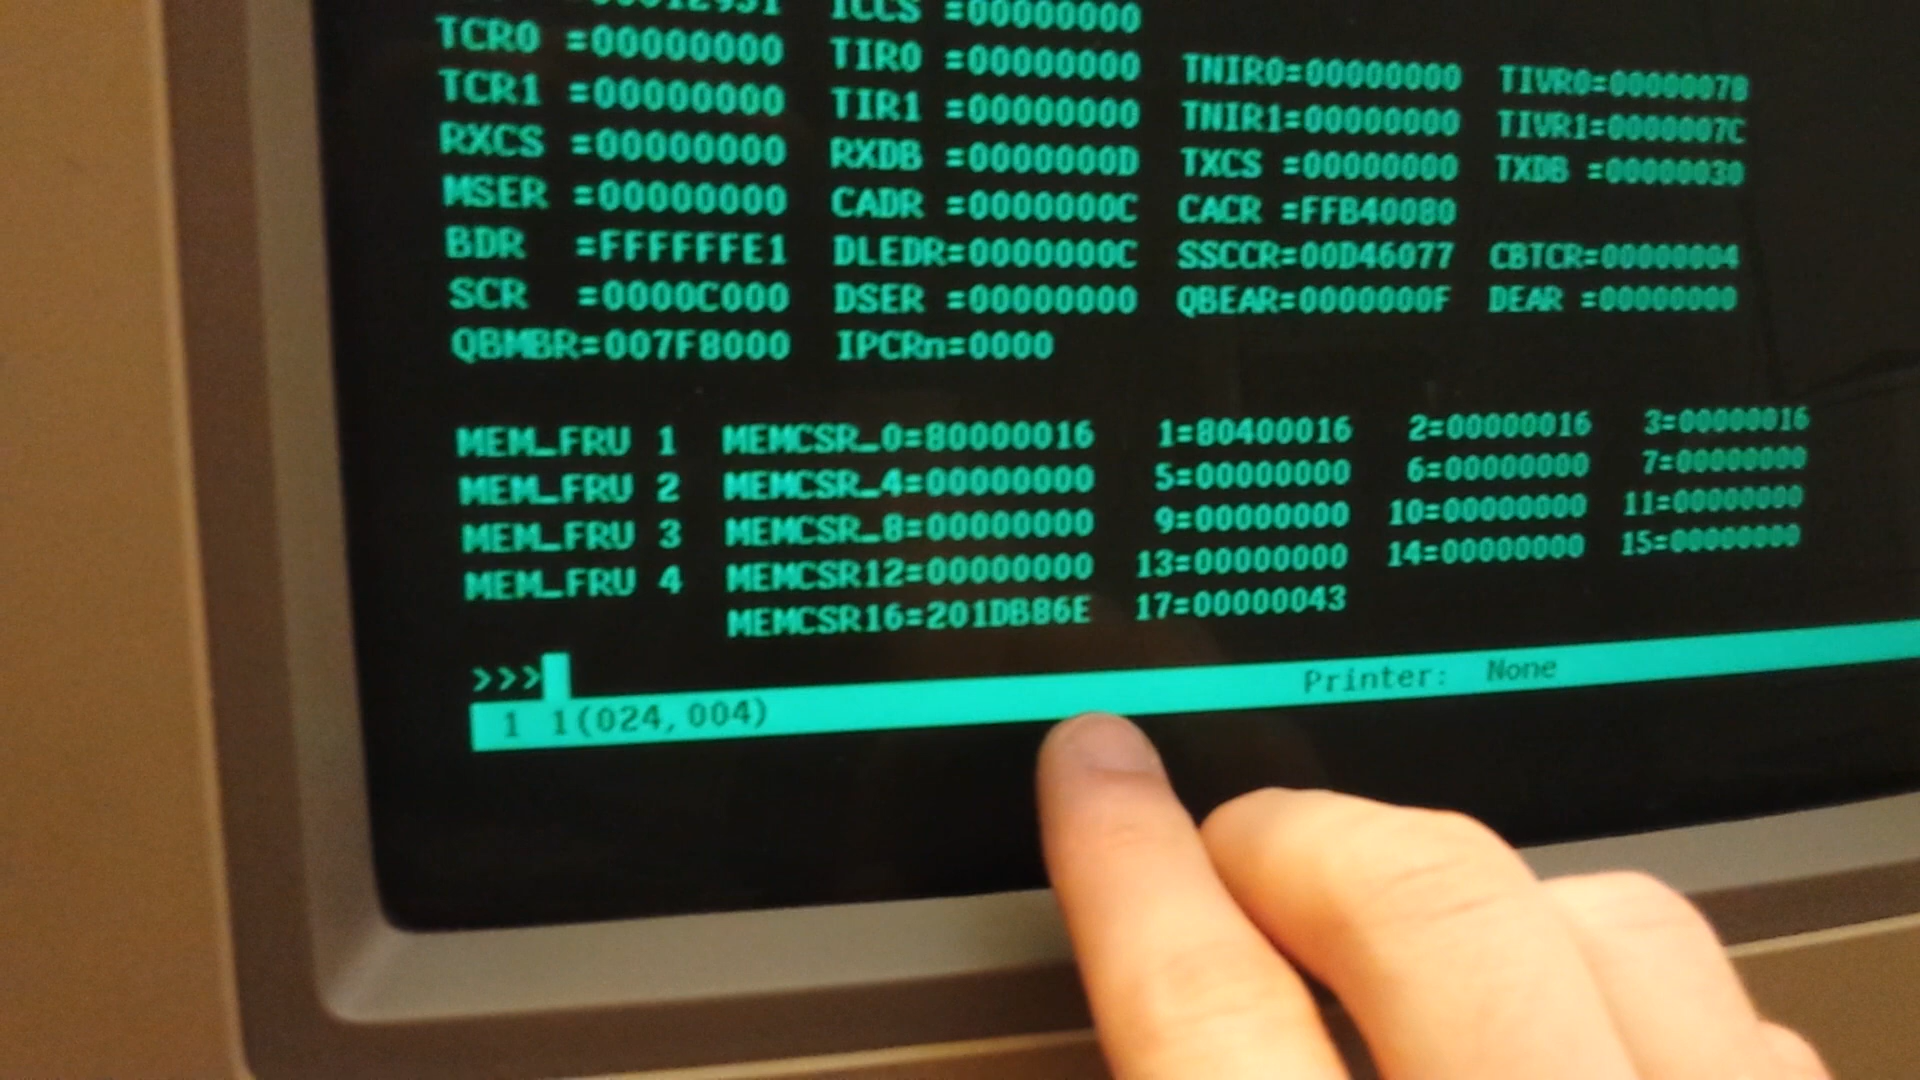 ICCS =00000000
TCR0 =00000000 TIR0 =00000000 TNIR0=00000000 TIVR0=00000078
TCR1 =00000000 TIR1 =00000000 TNIR1=00000000 TIVR1=0000007C
RXCS =00000000 RXDB =0000000D TXCS =00000000 TXDB =00000030
MSER =00000000 CADR =0000000C CACR =FFB40080
BDR =FFFFFFE1 DLEDR=0000000C SSCCR=00D46077 CBTCR=00000004
SCR =0000C000 DSER =00000000 QBEAR=0000000F DEAR =00000000
QBMBR=007F8000 IPCRn=0000
MEM_FRU 1 MEMCSR_0=80000016 1=80400016 2=00000016 3=00000016
MEM_FRU 2 MEMCSR_4=00000000 5=00000000 6=00000000 7=00000000
MEM_FRU 3 MEMCSR_8=00000000 9=00000000 10=00000000 11=00000000
MEM_FRU 4 MEMCSR12=00000000 13=00000000 14=00000000 15=00000000
MEMCSR16=201DB86E 17=00000043
>>>
1 1(024,004) Printer: None